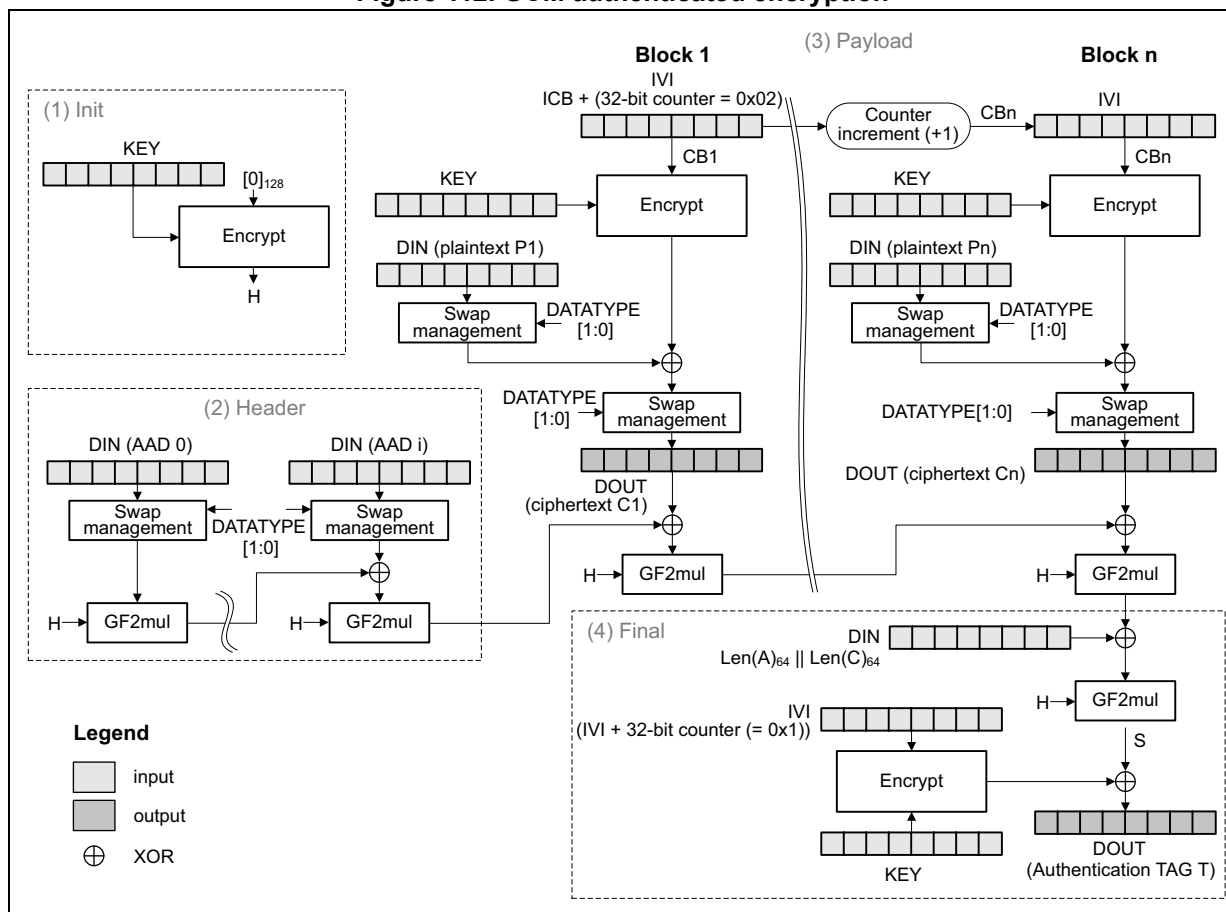 Figure GCM authenticated encryption
(3) Payload
Block 1
Block n
(1) Init
KEY
[0]128
Encrypt
H
IVI
ICB + (32-bit counter = 0x02)
CB1
KEY
Encrypt
DIN (plaintext P1)
Swap
management
DATATYPE
[1:0]
DATATYPE
[1:0]
Swap
management
DOUT
(ciphertext C1)
H
GF2mul
Counter
increment (+1)
CBn
IVI
CBn
KEY
Encrypt
DIN (plaintext Pn)
Swap
management
DATATYPE
[1:0]
DATATYPE[1:0]
Swap
management
DOUT (ciphertext Cn)
H
GF2mul
(2) Header
DIN (AAD 0)
DIN (AAD i)
Swap
management
DATATYPE
[1:0]
Swap
management
H
GF2mul
H
GF2mul
(4) Final
DIN
Len(A)64 || Len(C)64
H
GF2mul
S
IVI
(IVI + 32-bit counter (= 0x1))
Encrypt
KEY
DOUT
(Authentication TAG T)
Legend
input
output
XOR